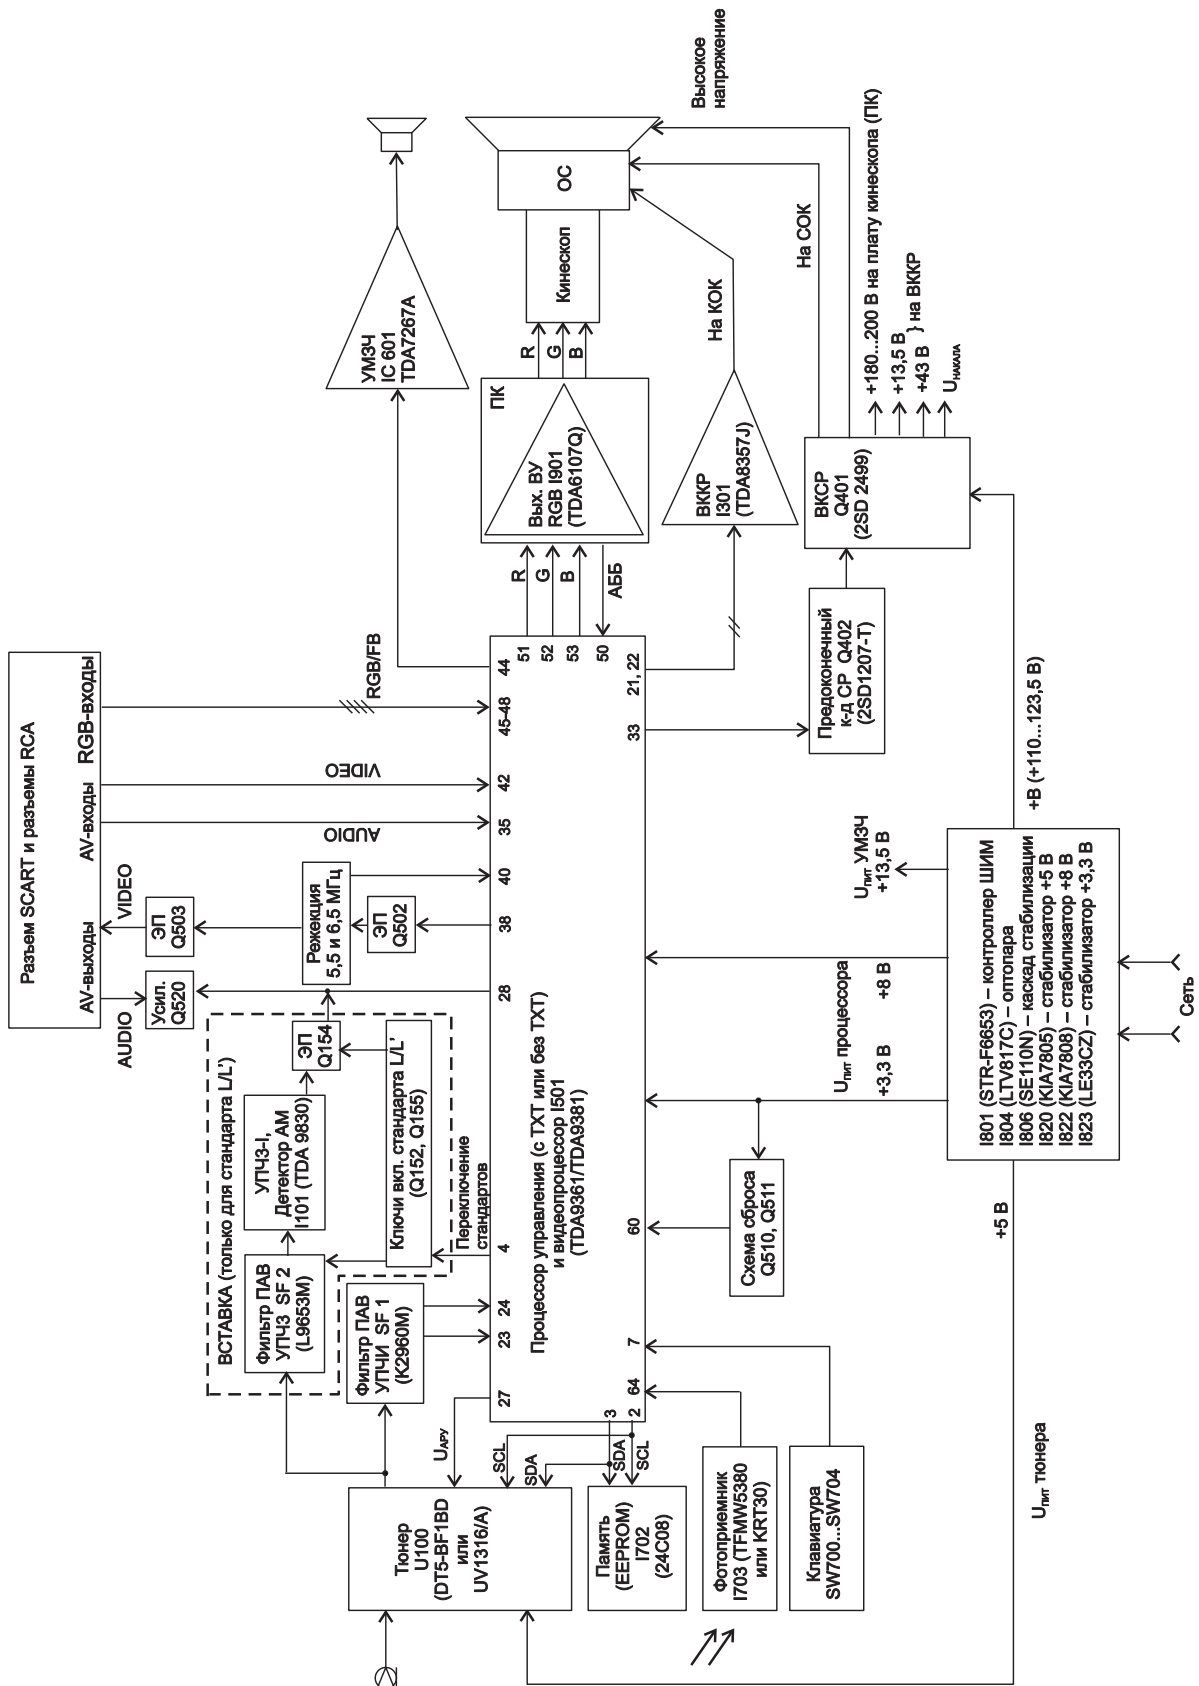 Разъем SCART и разъемы RCA
AV-выходы
AV-входы
RGB-входы
AUDIO
VIDEO
Усил.
Q520
ЭП
Q503
AUDIO
VIDEO
RGB/FB
Режекция
5,5 и 6,5 МГц
ЭП
Q502
ВСТАВКА (только для стандарта L/L')
Фильтр ПАВ
УПЧЗ SF 2
(L9653M)
УПЧЗ-I,
Детектор АМ
I101 (TDA 9830)
ЭП
Q154
Ключи вкл. стандарта L/L'
(Q152, Q155)
Переключение
стандартов
Фильтр ПАВ
УПЧИ SF 1
(K2960M)
Тюнер
U100
(DT5-BF1BD
или
UV1316/A)
UАРУ
SCL
SDA
SDA
SCL
27
23
24
4
28
38
40
35
42
45-48
44
3
2
64
7
60
33
21, 22
51
52
53
50
Процессор управления (с ТХТ или без ТХТ)
и видеопроцессор I501
(TDA9361/TDA9381)
Память
(EEPROM)
I702
(24C08)
Фотоприемник
I703 (TFMW5380
или KRT30)
Клавиатура
SW700...SW704
Схема сброса
Q510, Q511
UПИТ процессора
+3,3 В
+8 В
UПИТ УМЗЧ
+13,5 В
I801 (STR-F6653) – контроллер ШИМ
I804 (LTV817C) – оптопара
I806 (SE110N) – каскад стабилизации
I820 (KIA7805) – стабилизатор +5 В
I822 (KIA7808) – стабилизатор +8 В
I823 (LE33CZ) – стабилизатор +3,3 В
Сеть
+5 В
UПИТ тюнера
+В (+110...123,5 В)
Предоконечный
к-д СР Q402
(2SD1207-T)
ВКСР
Q401
(2SD 2499)
+180...200 В на плату кинескопа (ПК)
+13,5 В
+43 В
} на ВККР
UНАКАЛА
ВККР
I301
(TDA8357J)
На КОК
На СОК
Высокое
напряжение
R
G
B
АББ
ПК
Вых. ВУ
RGB I901
(TDA6107Q)
R
G
B
Кинескоп
ОС
УМЗЧ
IC 601
TDA7267A